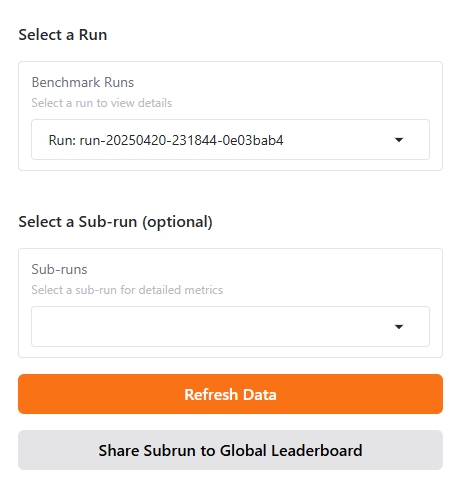 Select a Run
Benchmark Runs
Select a run to view details
Run: run-20250420-231844-0e03bab4
Select a Sub-run (optional)
Sub-runs
Select a sub-run for detailed metrics
Refresh Data
Share Subrun to Global Leaderboard